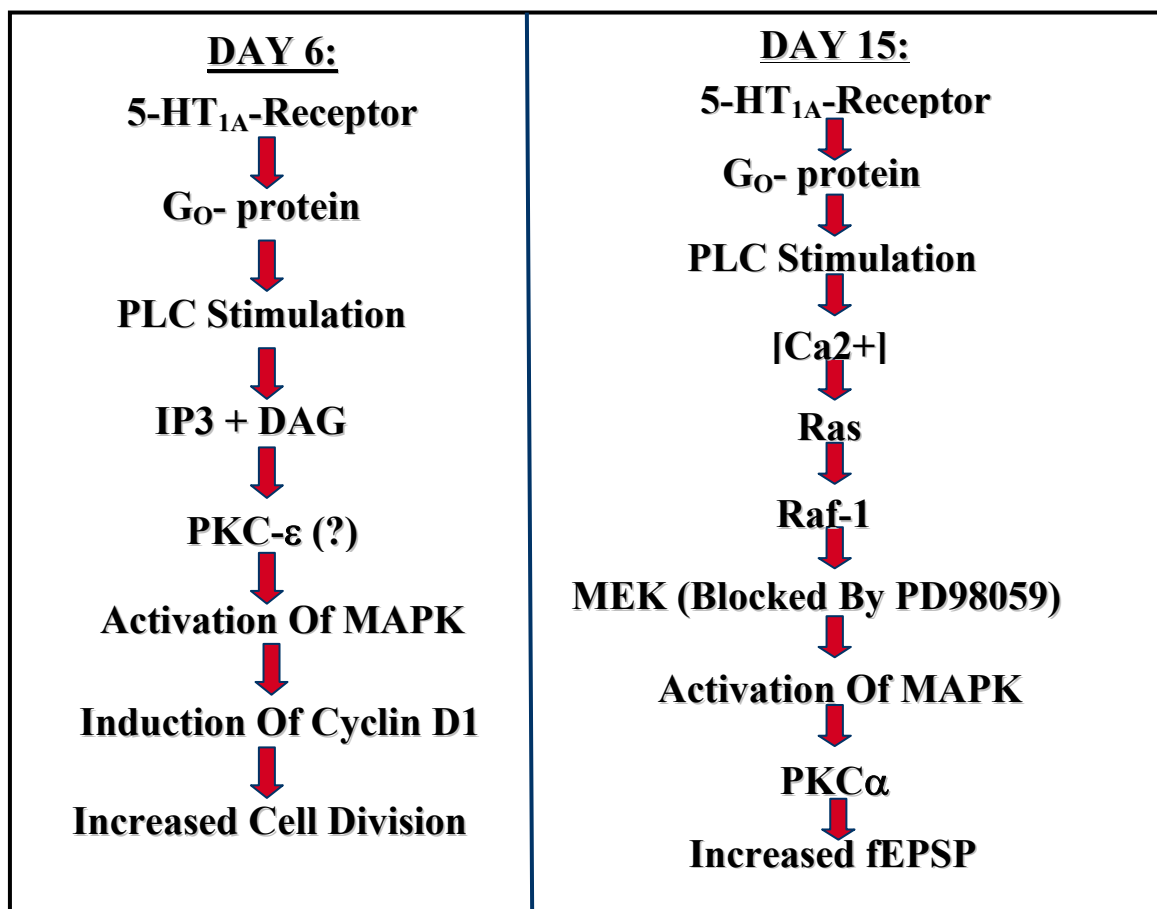 DAY 6:
5-HT1A-Receptor
GO- protein
PLC Stimulation
IP3 + DAG
PKC-ε (?)
Activation Of MAPK
Induction Of Cyclin D1
Increased Cell Division
DAY 15:
5-HT1A-Receptor
GO- protein
PLC Stimulation
[Ca2+]
Ras
Raf-1
MEK (Blocked By PD98059)
Activation Of MAPK
PKCα
Increased fEPSP